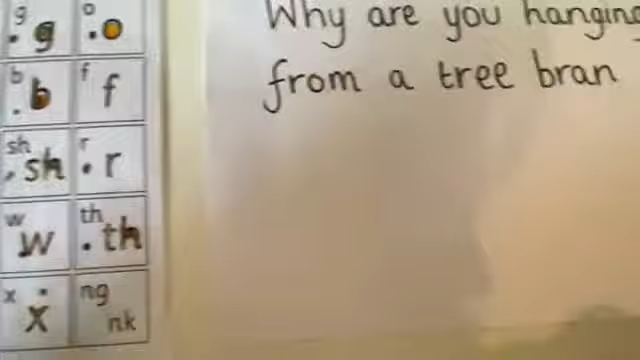 g g o o
b b f f
sh sh r r
w w th th
x x ng nk
Why are you hanging
from a tree bran